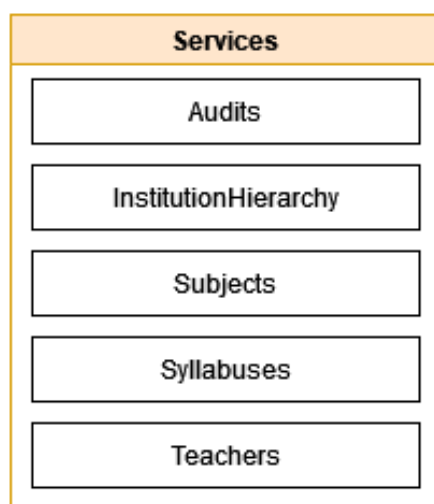 Services
Audits
InstitutionHierarchy
Subjects
Syllabuses
Teachers